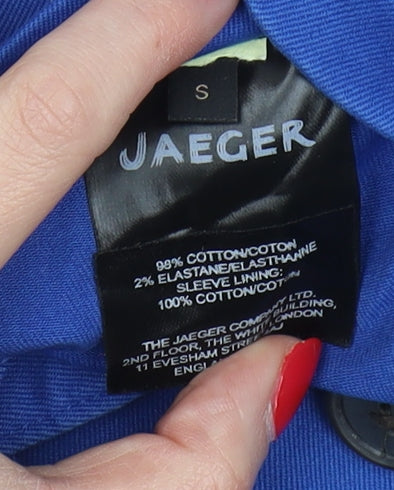 S
JAEGER
98% COTTON/COTON
2% ELASTANE/ELASTHANNE
SLEEVE LINING:
100% COTTON/COTON
THE JAEGER COMPANY LTD.
2ND FLOOR, THE WHITE BUILDING,
11 EVESHAM STREET, LONDON